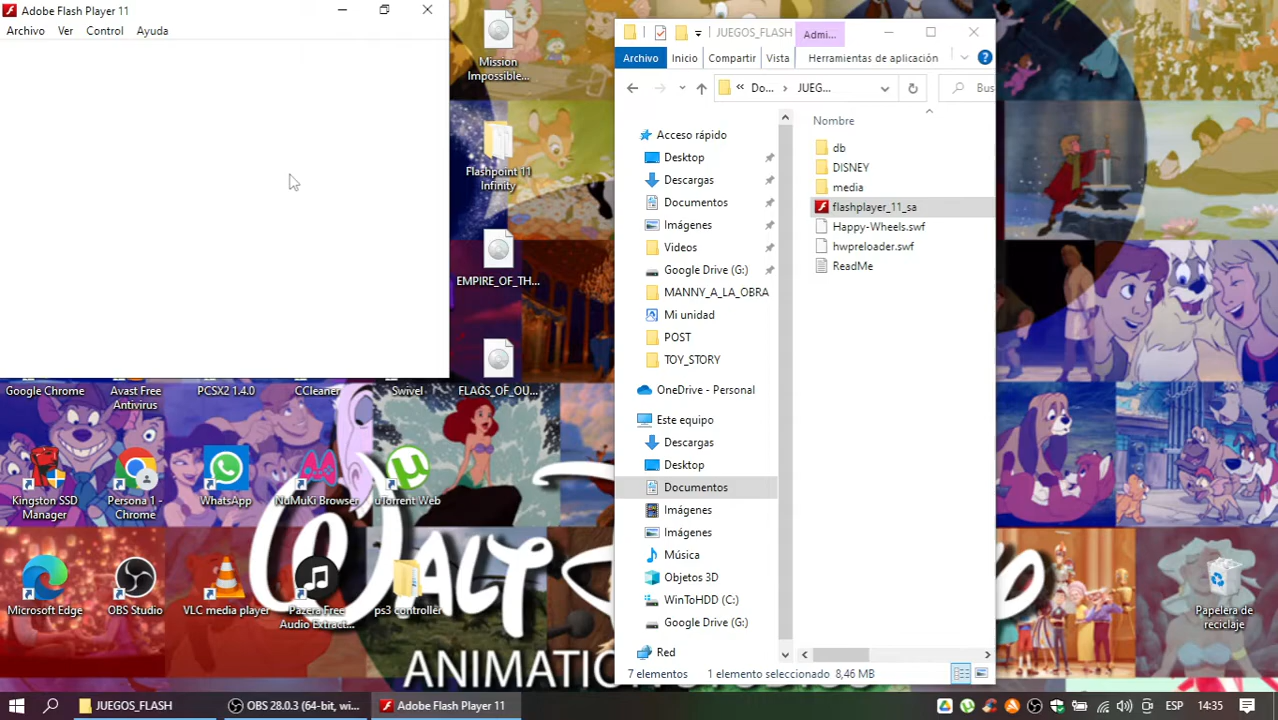 Adobe Flash Player 11
Archivo Ver Control Ayuda
Mission
Impossible...
Flashpoint 11
Infinity
EMPIRE_OF_TH...
FLAGS_OF_OU...
Google Chrome
Avast Free
Antivirus
PCSX2 1.4.0
CCleaner
Swivel
Kingston SSD
Manager
Persona 1 -
Chrome
WhatsApp
NuMuKi Browser
uTorrent Web
Microsoft Edge
OBS Studio
VLC media player
Pazera Free
Audio Extract...
ps3 controller
Papelera de
reciclaje
WALT
ANIMATIO
JUEGOS_FLASH
Admi...
Archivo Inicio Compartir Vista Herramientas de aplicación
« Do... › JUEG...
Bus
Acceso rápido
Desktop
Descargas
Documentos
Imágenes
Videos
Google Drive (G:)
MANNY_A_LA_OBRA
Mi unidad
POST
TOY_STORY
OneDrive - Personal
Este equipo
Descargas
Desktop
Documentos
Imágenes
Imágenes
Música
Objetos 3D
WinToHDD (C:)
Google Drive (G:)
Red
Nombre
db
DISNEY
media
flashplayer_11_sa
Happy-Wheels.swf
hwpreloader.swf
ReadMe
7 elementos 1 elemento seleccionado 8,46 MB
JUEGOS_FLASH
OBS 28.0.3 (64-bit, wi...
Adobe Flash Player 11
ESP
14:35